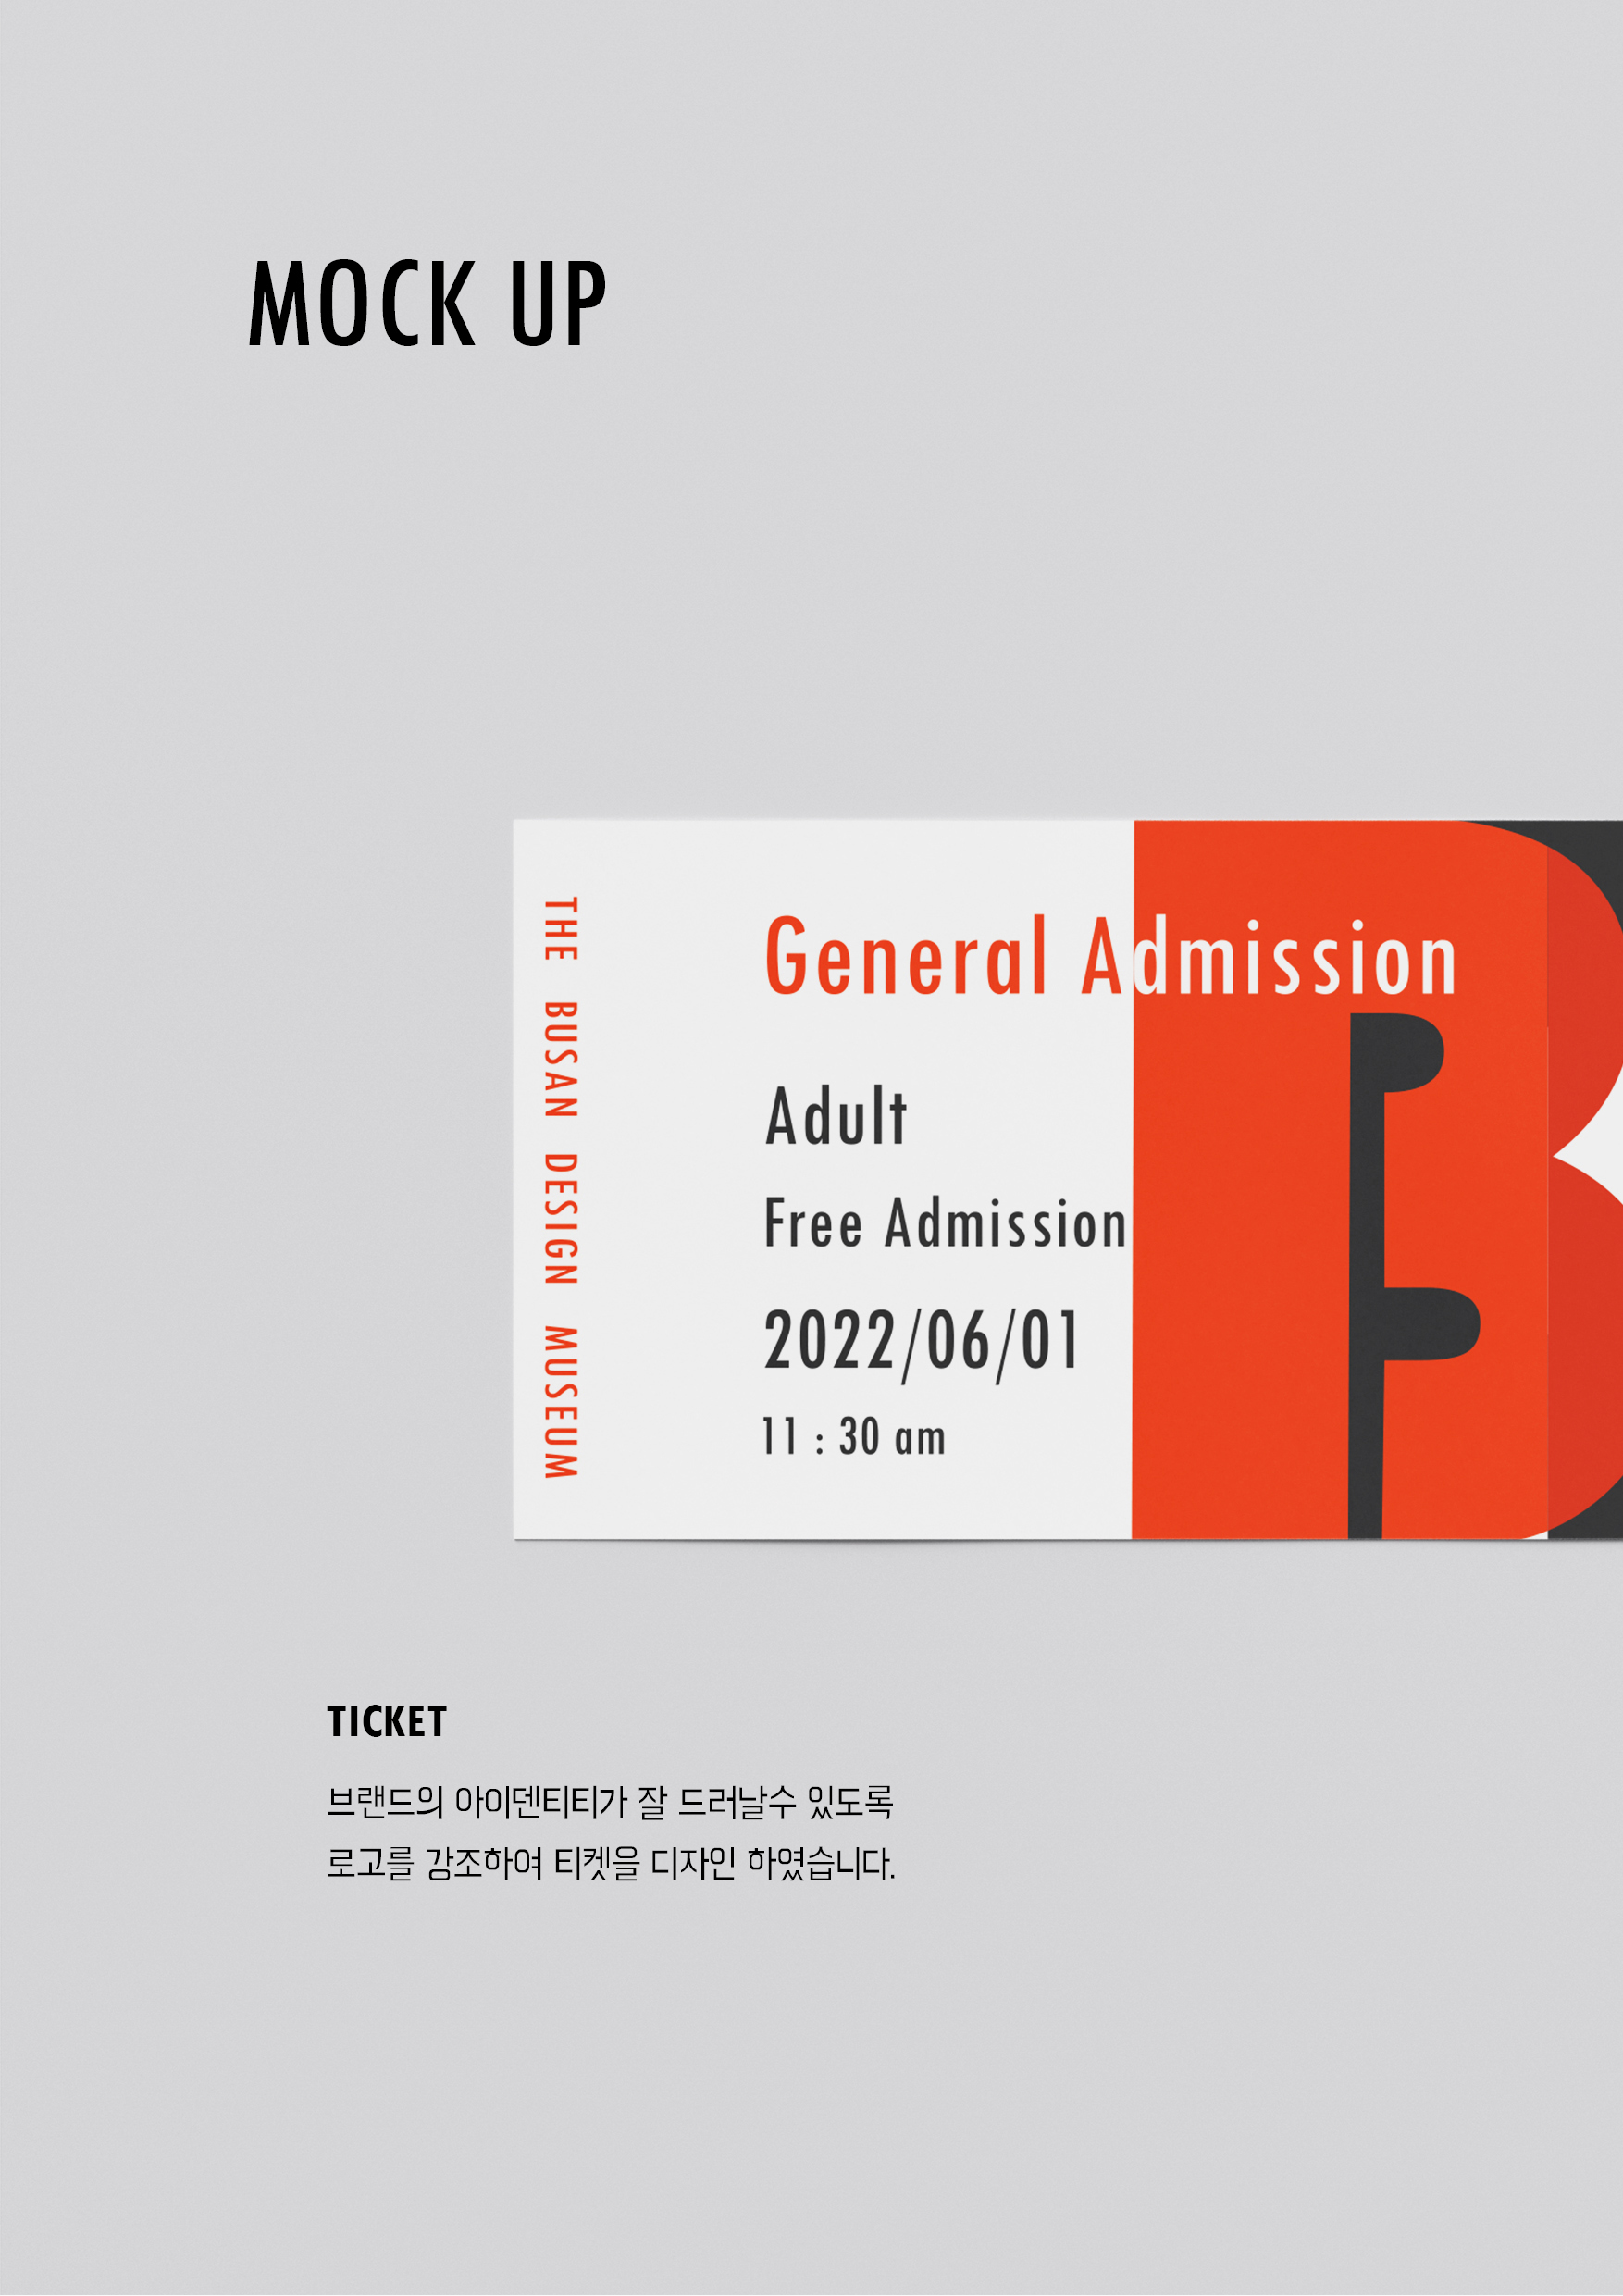 MOCK UP
THE BUSAN DESIGN MUSEUM
General Admission
Adult
Free Admission
2022/06/01
11 : 30 am
B
TICKET
브랜드의 아이덴티티가 잘 드러날수 있도록
로고를 강조하여 티켓을 디자인 하였습니다.